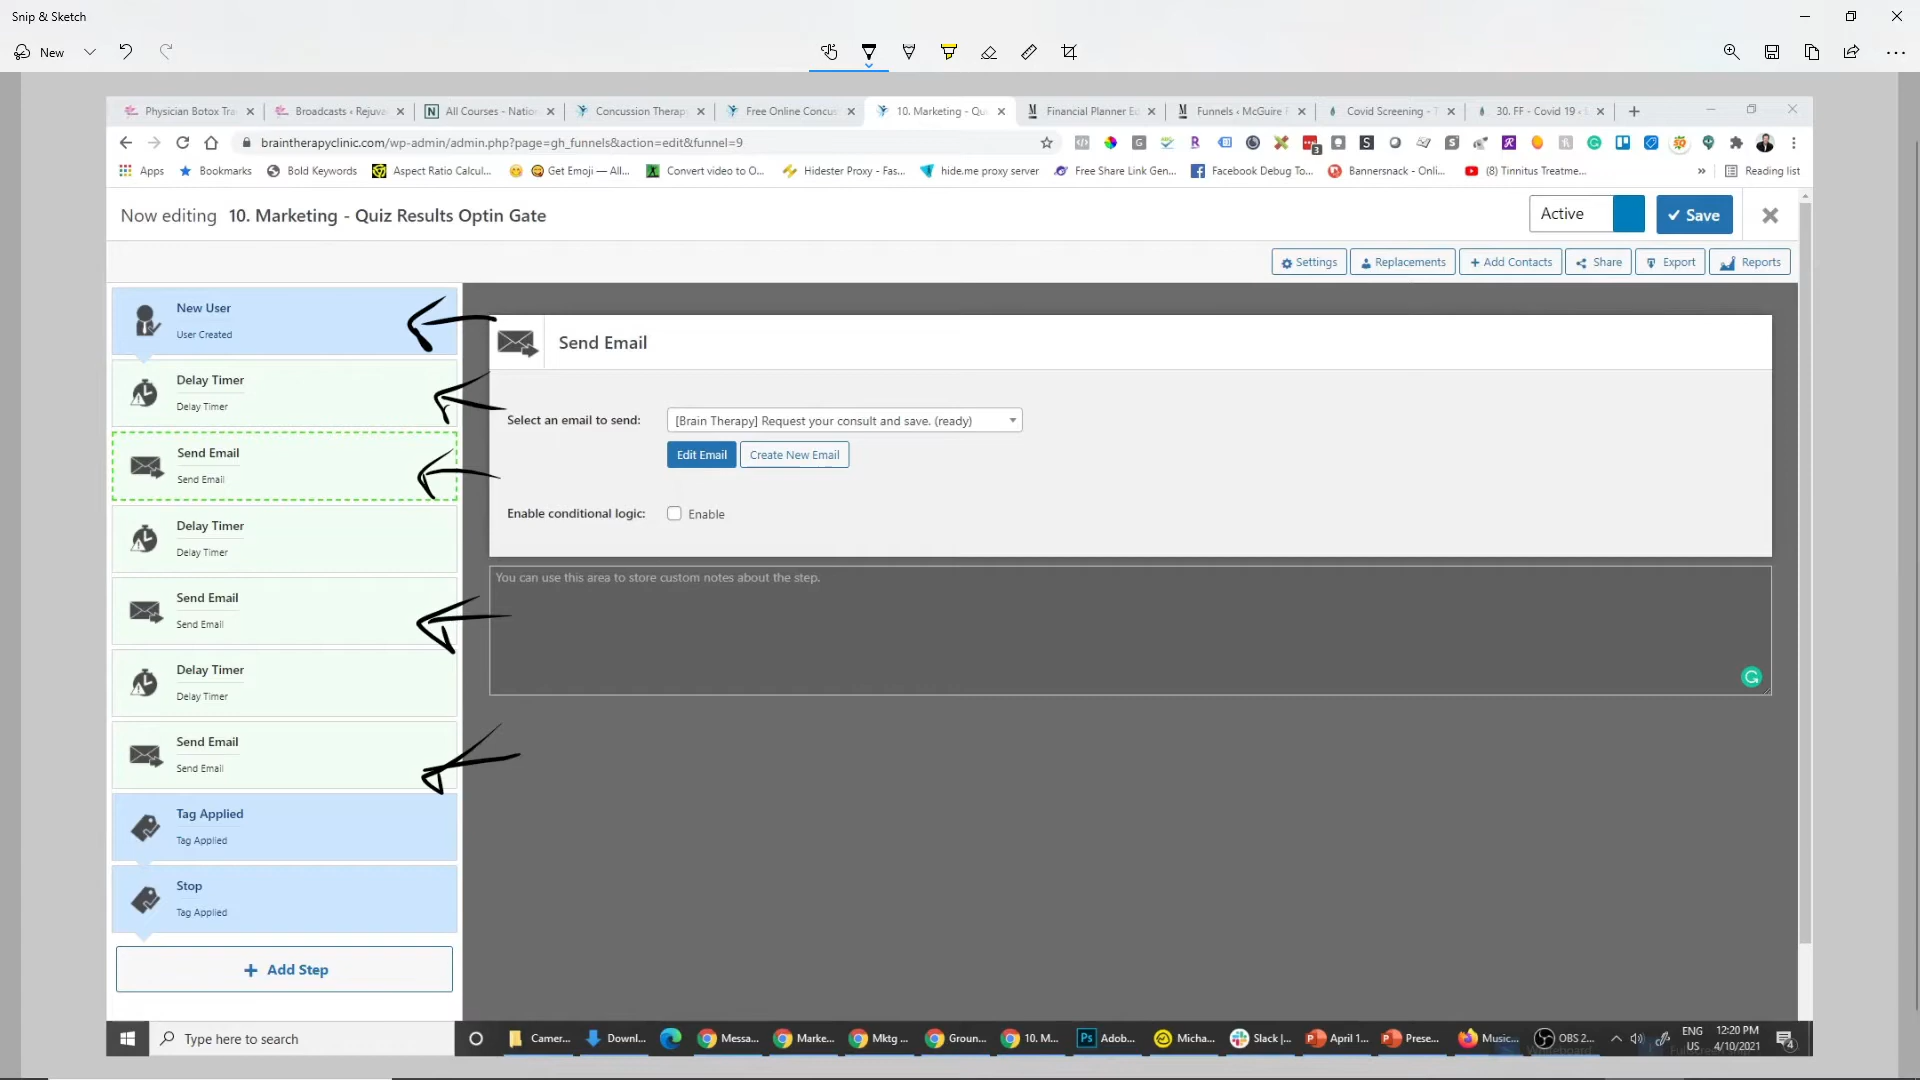 Snip & Sketch
New
Physician Botox Tra
Broadcasts ‹ Rejuva
All Courses - Natio
Concussion Therap
Free Online Concus
10. Marketing - Qu
Financial Planner Ed
Funnels ‹ McGuire F
Covid Screening - T
30. FF - Covid 19 ‹
braintherapyclinic.com/wp-admin/admin.php?page=gh_funnels&action=edit&funnel=9
Apps
Bookmarks
Bold Keywords
Aspect Ratio Calcul...
Get Emoji — All...
Convert video to O...
Hidester Proxy - Fas...
hide.me proxy server
Free Share Link Gen...
Facebook Debug To...
Bannersnack - Onli...
(8) Tinnitus Treatme...
»
Reading list
Now editing 10. Marketing - Quiz Results Optin Gate
Active
Save
Settings
Replacements
+ Add Contacts
Share
Export
Reports
New User
User Created
Delay Timer
Delay Timer
Send Email
Send Email
Delay Timer
Delay Timer
Send Email
Send Email
Delay Timer
Delay Timer
Send Email
Send Email
Tag Applied
Tag Applied
Stop
Tag Applied
+ Add Step
Send Email
Select an email to send:
[Brain Therapy] Request your consult and save. (ready)
Edit Email
Create New Email
Enable conditional logic:
Enable
You can use this area to store custom notes about the step.
Type here to search
Camer...
Downl...
Messa...
Marke...
Mktg ...
Groun...
10. M...
Adob...
Micha...
Slack |...
April 1...
Prese...
Music...
OBS 2...
ENG
US
12:20 PM
4/10/2021
4